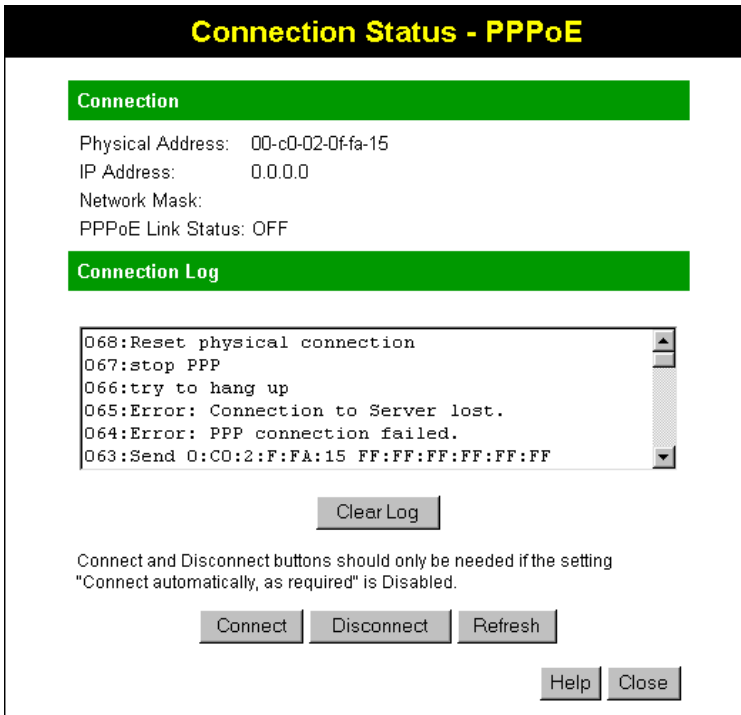 Connection Status - PPPoE
Connection
Physical Address: 00-c0-02-0f-fa-15
IP Address: 0.0.0.0
Network Mask:
PPPoE Link Status: OFF
Connection Log
068:Reset physical connection
067:stop PPP
066:try to hang up
065:Error: Connection to Server lost.
064:Error: PPP connection failed.
063:Send 0:C0:2:F:FA:15 FF:FF:FF:FF:FF:FF
Clear Log
Connect and Disconnect buttons should only be needed if the setting
"Connect automatically, as required" is Disabled.
Connect Disconnect Refresh
Help Close